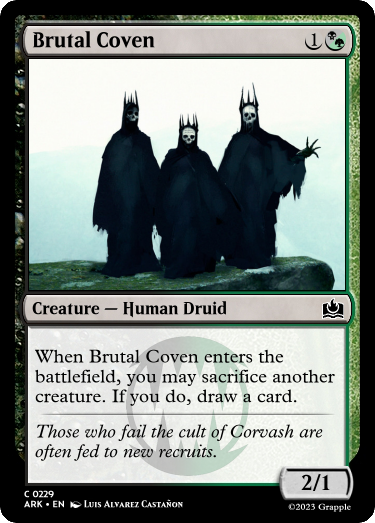 Brutal Coven 1
Creature — Human Druid
When Brutal Coven enters the
battlefield, you may sacrifice another
creature. If you do, draw a card.
Those who fail the cult of Corvash are
often fed to new recruits.
2/1
C 0229
ARK • EN Luis Alvarez Castañon
©2023 Grapple